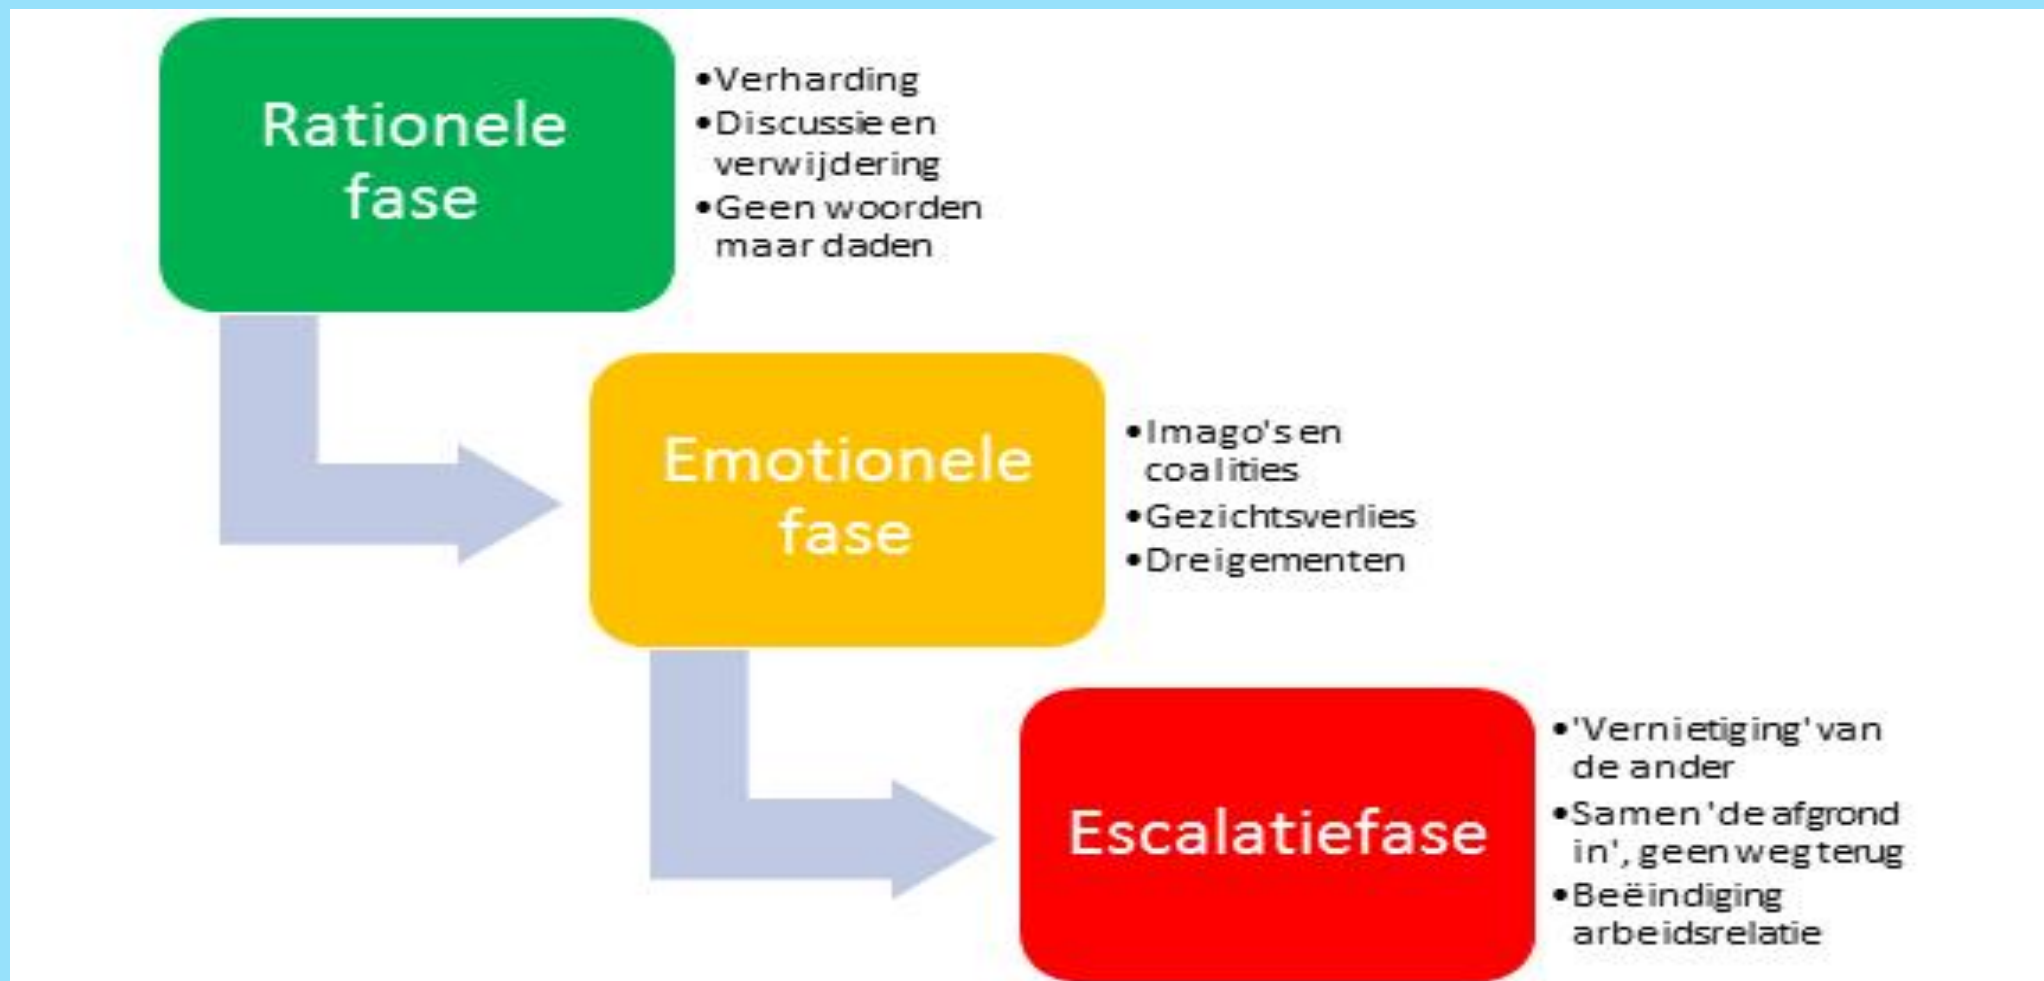 Rationele
fase
•Verharding
•Discussie en
verwijdering
•Geen woorden
maar daden
Emotionele
fase
•Imago's en
coalities
•Gezichtsverlies
•Dreigementen
Escalatiefase
•'Vernietiging' van
de ander
•Samen 'de afgrond
in', geen weg terug
•Beëindiging
arbeidsrelatie